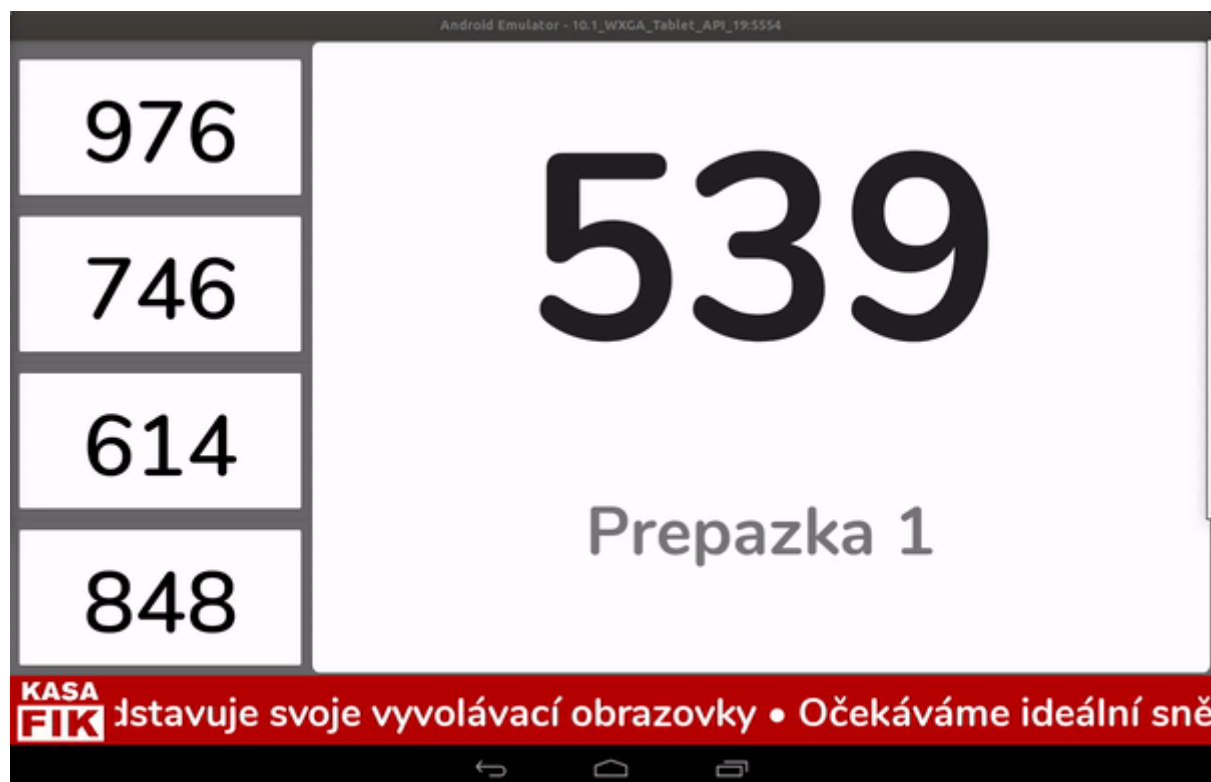 Android Emulator - 10.1_WXGA_Tablet_API_19:5554
976
746
614
848
539
Prepazka 1
KASA
FIK
dstavuje svoje vyvolávací obrazovky • Očekáváme ideální sně